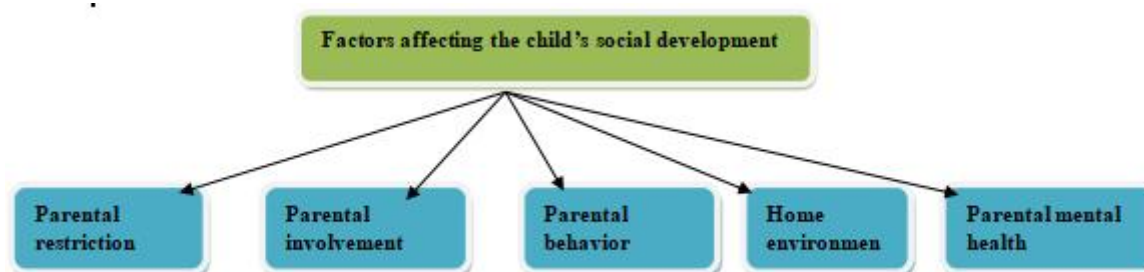 Factors affecting the child's social development
Parental
restriction
Parental
involvement
Parental
behavior
Home
environmen
Parental mental
health